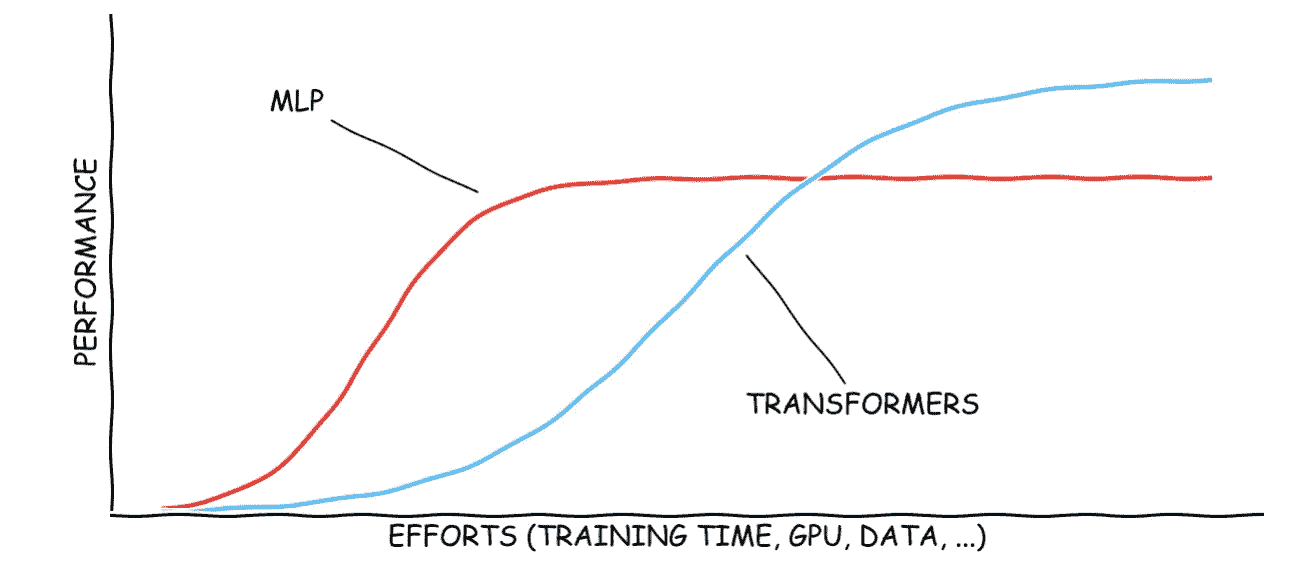 MLP
PERFORMANCE
TRANSFORMERS
EFFORTS (TRAINING TIME, GPU, DATA, ...)